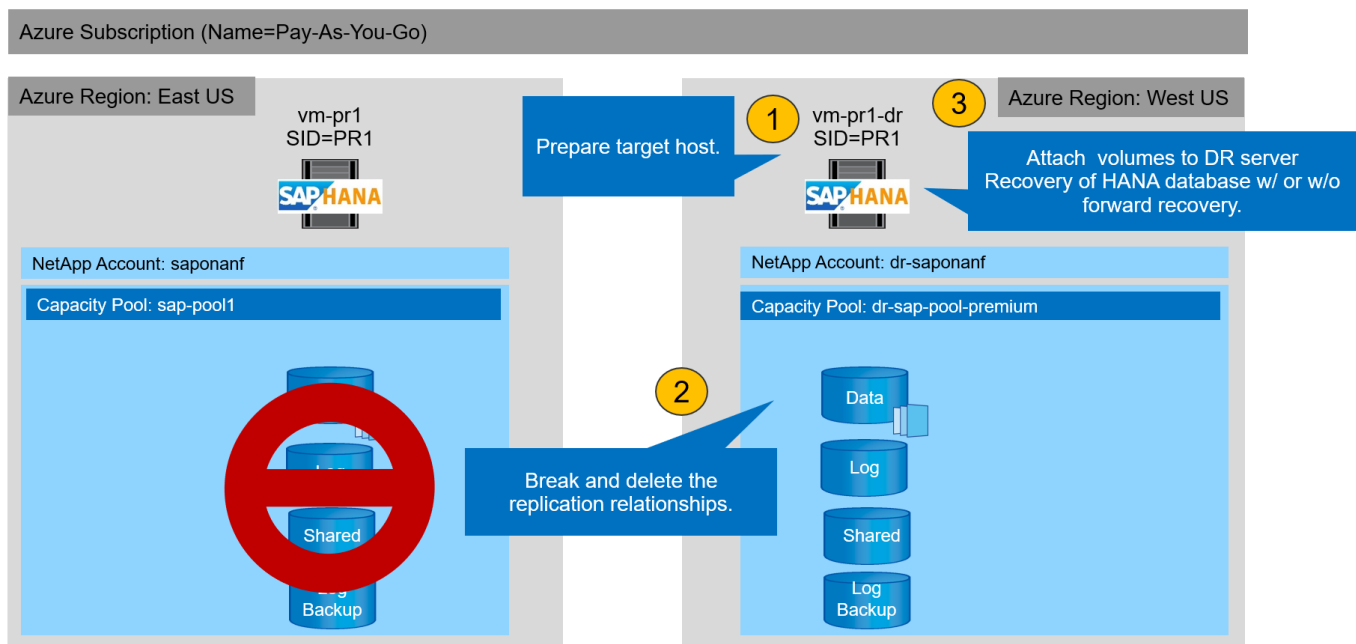 Azure Subscription (Name=Pay-As-You-Go)
Azure Region: East US
vm-pr1
SID=PR1
SAP HANA
NetApp Account: saponanf
Capacity Pool: sap-pool1
Shared
Backup
Prepare target host.
1
vm-pr1-dr
SID=PR1
SAP HANA
3
Azure Region: West US
Attach volumes to DR server
Recovery of HANA database w/ or w/o
forward recovery.
NetApp Account: dr-saponanf
Capacity Pool: dr-sap-pool-premium
2
Break and delete the
replication relationships.
Data
Log
Shared
Log
Backup